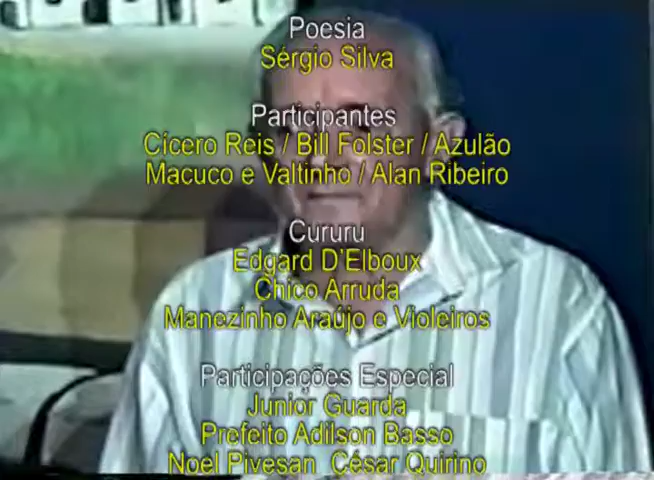 Poesia
Sérgio Silva
Participantes
Cícero Reis / Bill Folster / Azulão
Macuco e Valtinho / Alan Ribeiro
Cururu
Edgard D'Elboux
Chico Arruda
Manezinho Araújo e Violeiros
Participações Especial
Junior Guarda
Prefeito Adilson Basso
Noel Pivesan César Quirino